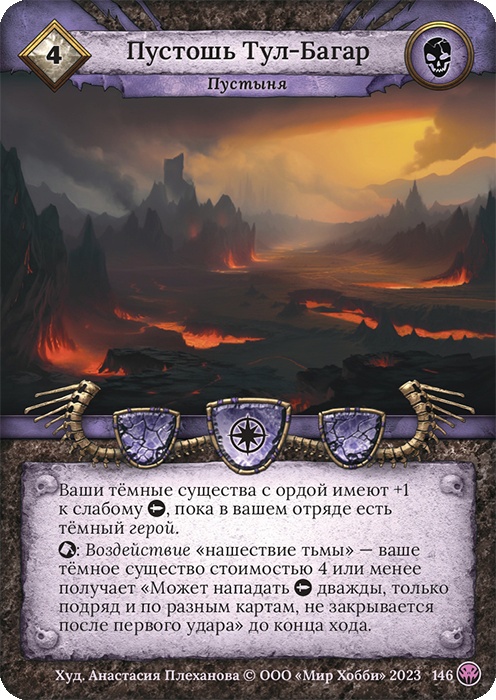 4
Пустошь Тул-Багар
Пустыня
Ваши тёмные существа с ордой имеют +1
к слабому , пока в вашем отряде есть
тёмный герой.
: Воздействие «нашествие тьмы» — ваше
тёмное существо стоимостью 4 или менее
получает «Может нападать дважды, только
подряд и по разным картам, не закрывается
после первого удара» до конца хода.
Худ. Анастасия Плеханова © ООО «Мир Хобби» 2023 146